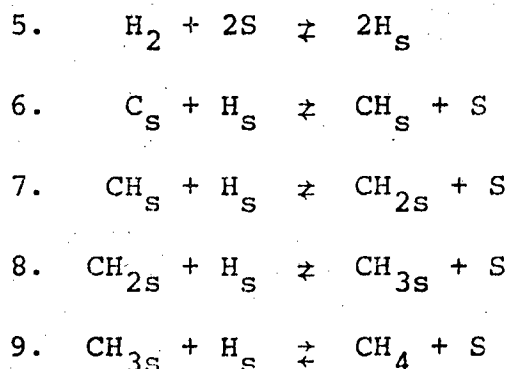 5. H₂ + 2S ⇄ 2Hₛ
6. Cₛ + Hₛ ⇄ CHₛ + S
7. CHₛ + Hₛ ⇄ CH₂ₛ + S
8. CH₂ₛ + Hₛ ⇄ CH₃ₛ + S
9. CH₃ₛ + Hₛ ⇄ CH₄ + S